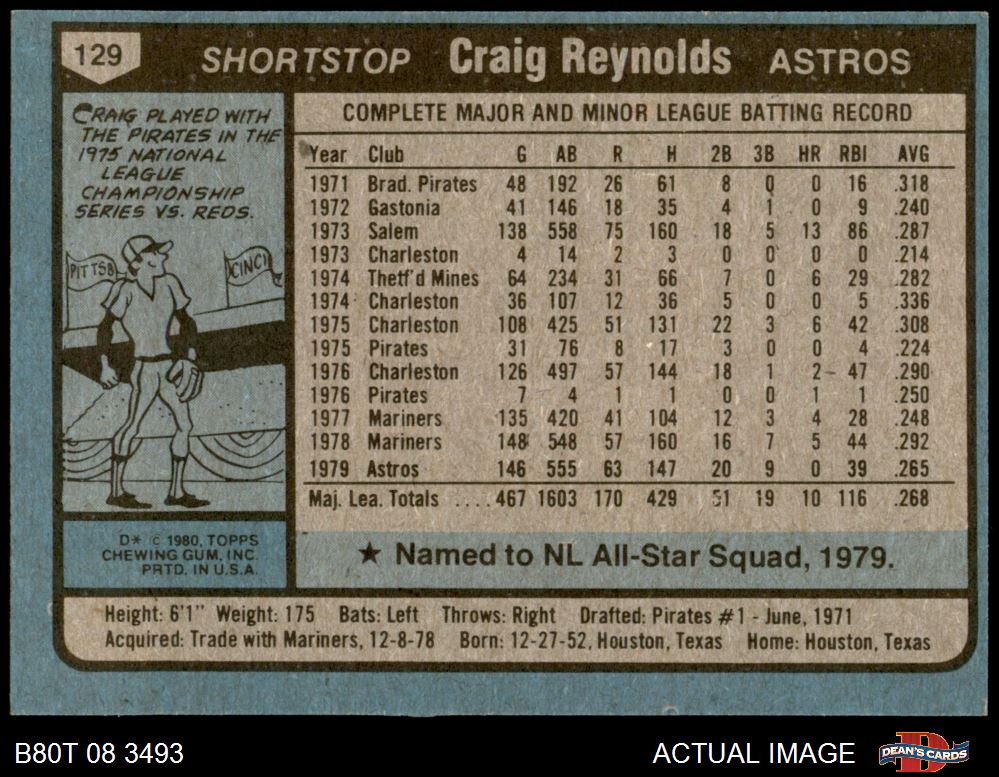 129 SHORTSTOP Craig Reynolds ASTROS
CRAIG PLAYED WITH
THE PIRATES IN THE
1975 NATIONAL
LEAGUE
CHAMPIONSHIP
SERIES VS. REDS.
PITTSB
CINCI
D* © 1980, TOPPS
CHEWING GUM, INC.
PRTD. IN U.S.A.
COMPLETE MAJOR AND MINOR LEAGUE BATTING RECORD
Year Club G AB R H 2B 3B HR RBI AVG
1971 Brad. Pirates 48 192 26 61 8 0 0 16 .318
1972 Gastonia 41 146 18 35 4 1 0 9 .240
1973 Salem 138 558 75 160 18 5 13 86 .287
1973 Charleston 4 14 2 3 0 0 0 0 .214
1974 Thetf'd Mines 64 234 31 66 7 0 6 29 .282
1974 Charleston 36 107 12 36 5 0 0 5 .336
1975 Charleston 108 425 51 131 22 3 6 42 .308
1975 Pirates 31 76 8 17 3 0 0 4 .224
1976 Charleston 126 497 57 144 18 1 2 47 .290
1976 Pirates 7 4 1 1 0 0 1 1 .250
1977 Mariners 135 420 41 104 12 3 4 28 .248
1978 Mariners 148 548 57 160 16 7 5 44 .292
1979 Astros 146 555 63 147 20 9 0 39 .265
Maj. Lea. Totals ....467 1603 170 429 51 19 10 116 .268
★ Named to NL All-Star Squad, 1979.
Height: 6'1" Weight: 175 Bats: Left Throws: Right Drafted: Pirates #1 - June, 1971
Acquired: Trade with Mariners, 12-8-78 Born: 12-27-52, Houston, Texas Home: Houston, Texas
B80T 08 3493 ACTUAL IMAGE DEAN'S CARDS